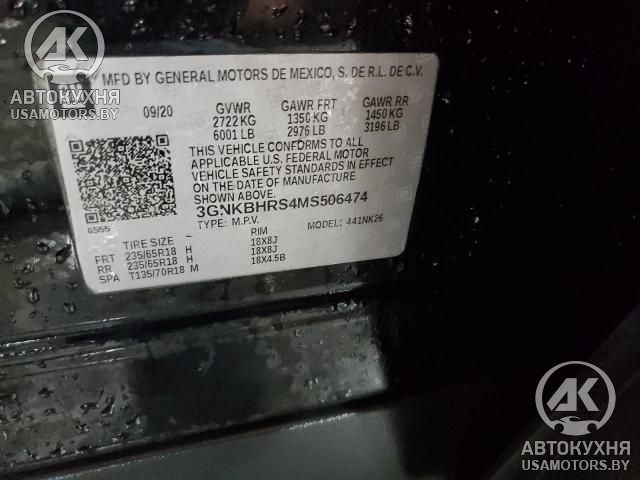 AK
АВТОКУХНЯ
USAMOTORS.BY
MFD BY GENERAL MOTORS DE MEXICO, S. DE R.L. DE C.V.
09/20 GVWR GAWR FRT GAWR RR
2722 KG 1350 KG 1450 KG
6001 LB 2976 LB 3196 LB
THIS VEHICLE CONFORMS TO ALL
APPLICABLE U.S. FEDERAL MOTOR
VEHICLE SAFETY STANDARDS IN EFFECT
ON THE DATE OF MANUFACTURE
SHOWN ABOVE.
3GNKBHRS4MS506474
8555 TYPE: M.P.V. MODEL: 441NK26
TIRE SIZE RIM
FRT 235/65R18 H 18X8J
RR 235/65R18 H 18X8J
SPA T135/70R18 M 18X4.5B
AK
АВТОКУХНЯ
USAMOTORS.BY